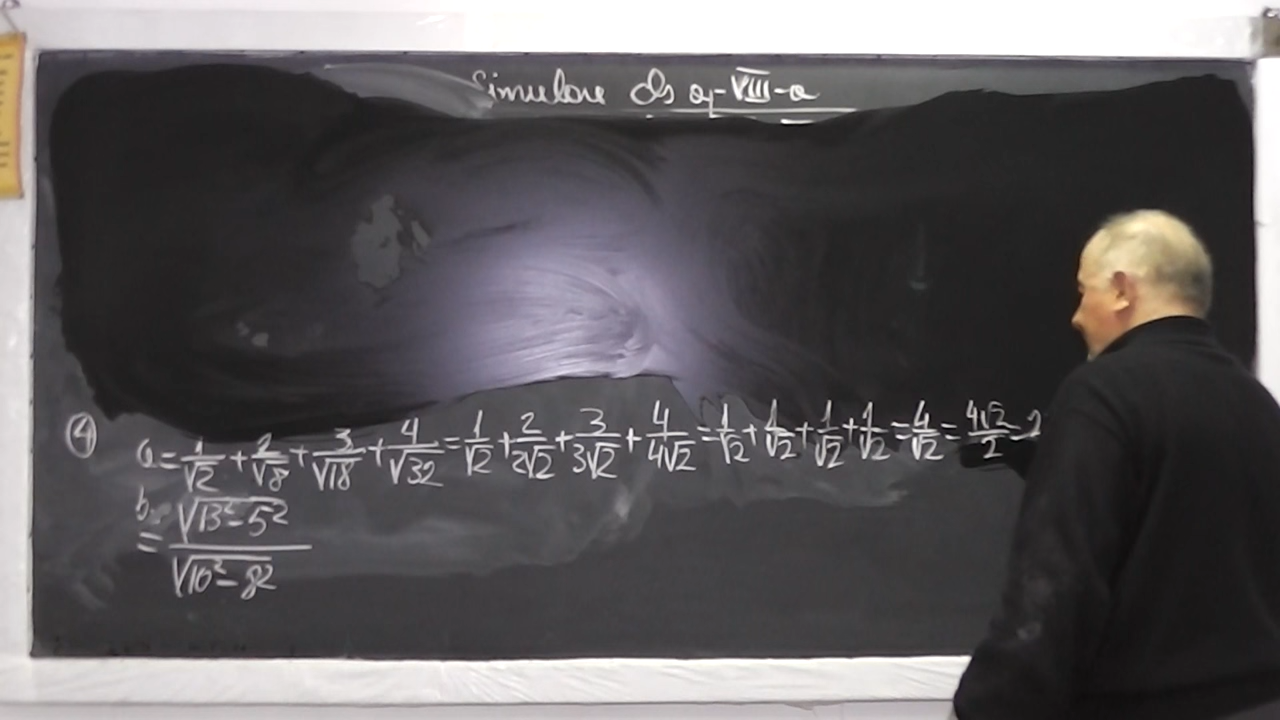 Simulare cls a-VIII-a
④ a=1/√2+2/√8+3/√18+4/√32=1/√2+2/2√2+3/3√2+4/4√2=1/√2+1/√2+1/√2+1/√2=4/√2=4√2/2=2
b=√13²-5²/√10²-8²